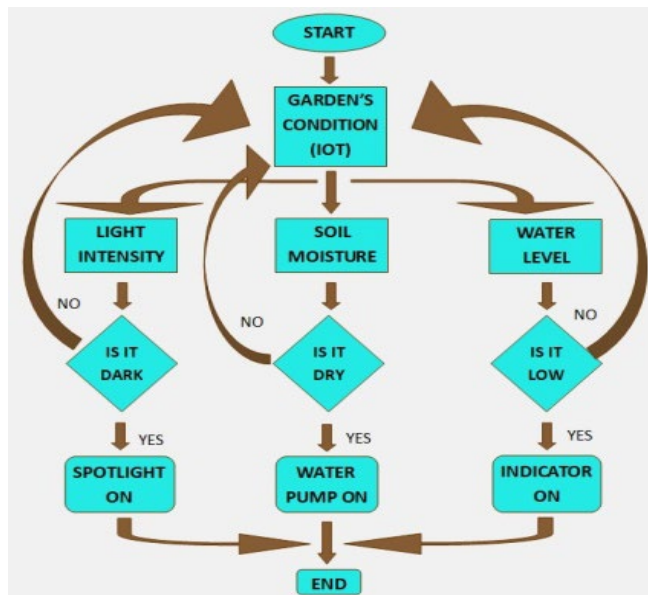 START
GARDEN'S
CONDITION
(IOT)
LIGHT
INTENSITY
SOIL
MOISTURE
WATER
LEVEL
NO
NO
NO
IS IT
DARK
IS IT
DRY
IS IT
LOW
YES
YES
YES
SPOTLIGHT
ON
WATER
PUMP ON
INDICATOR
ON
END